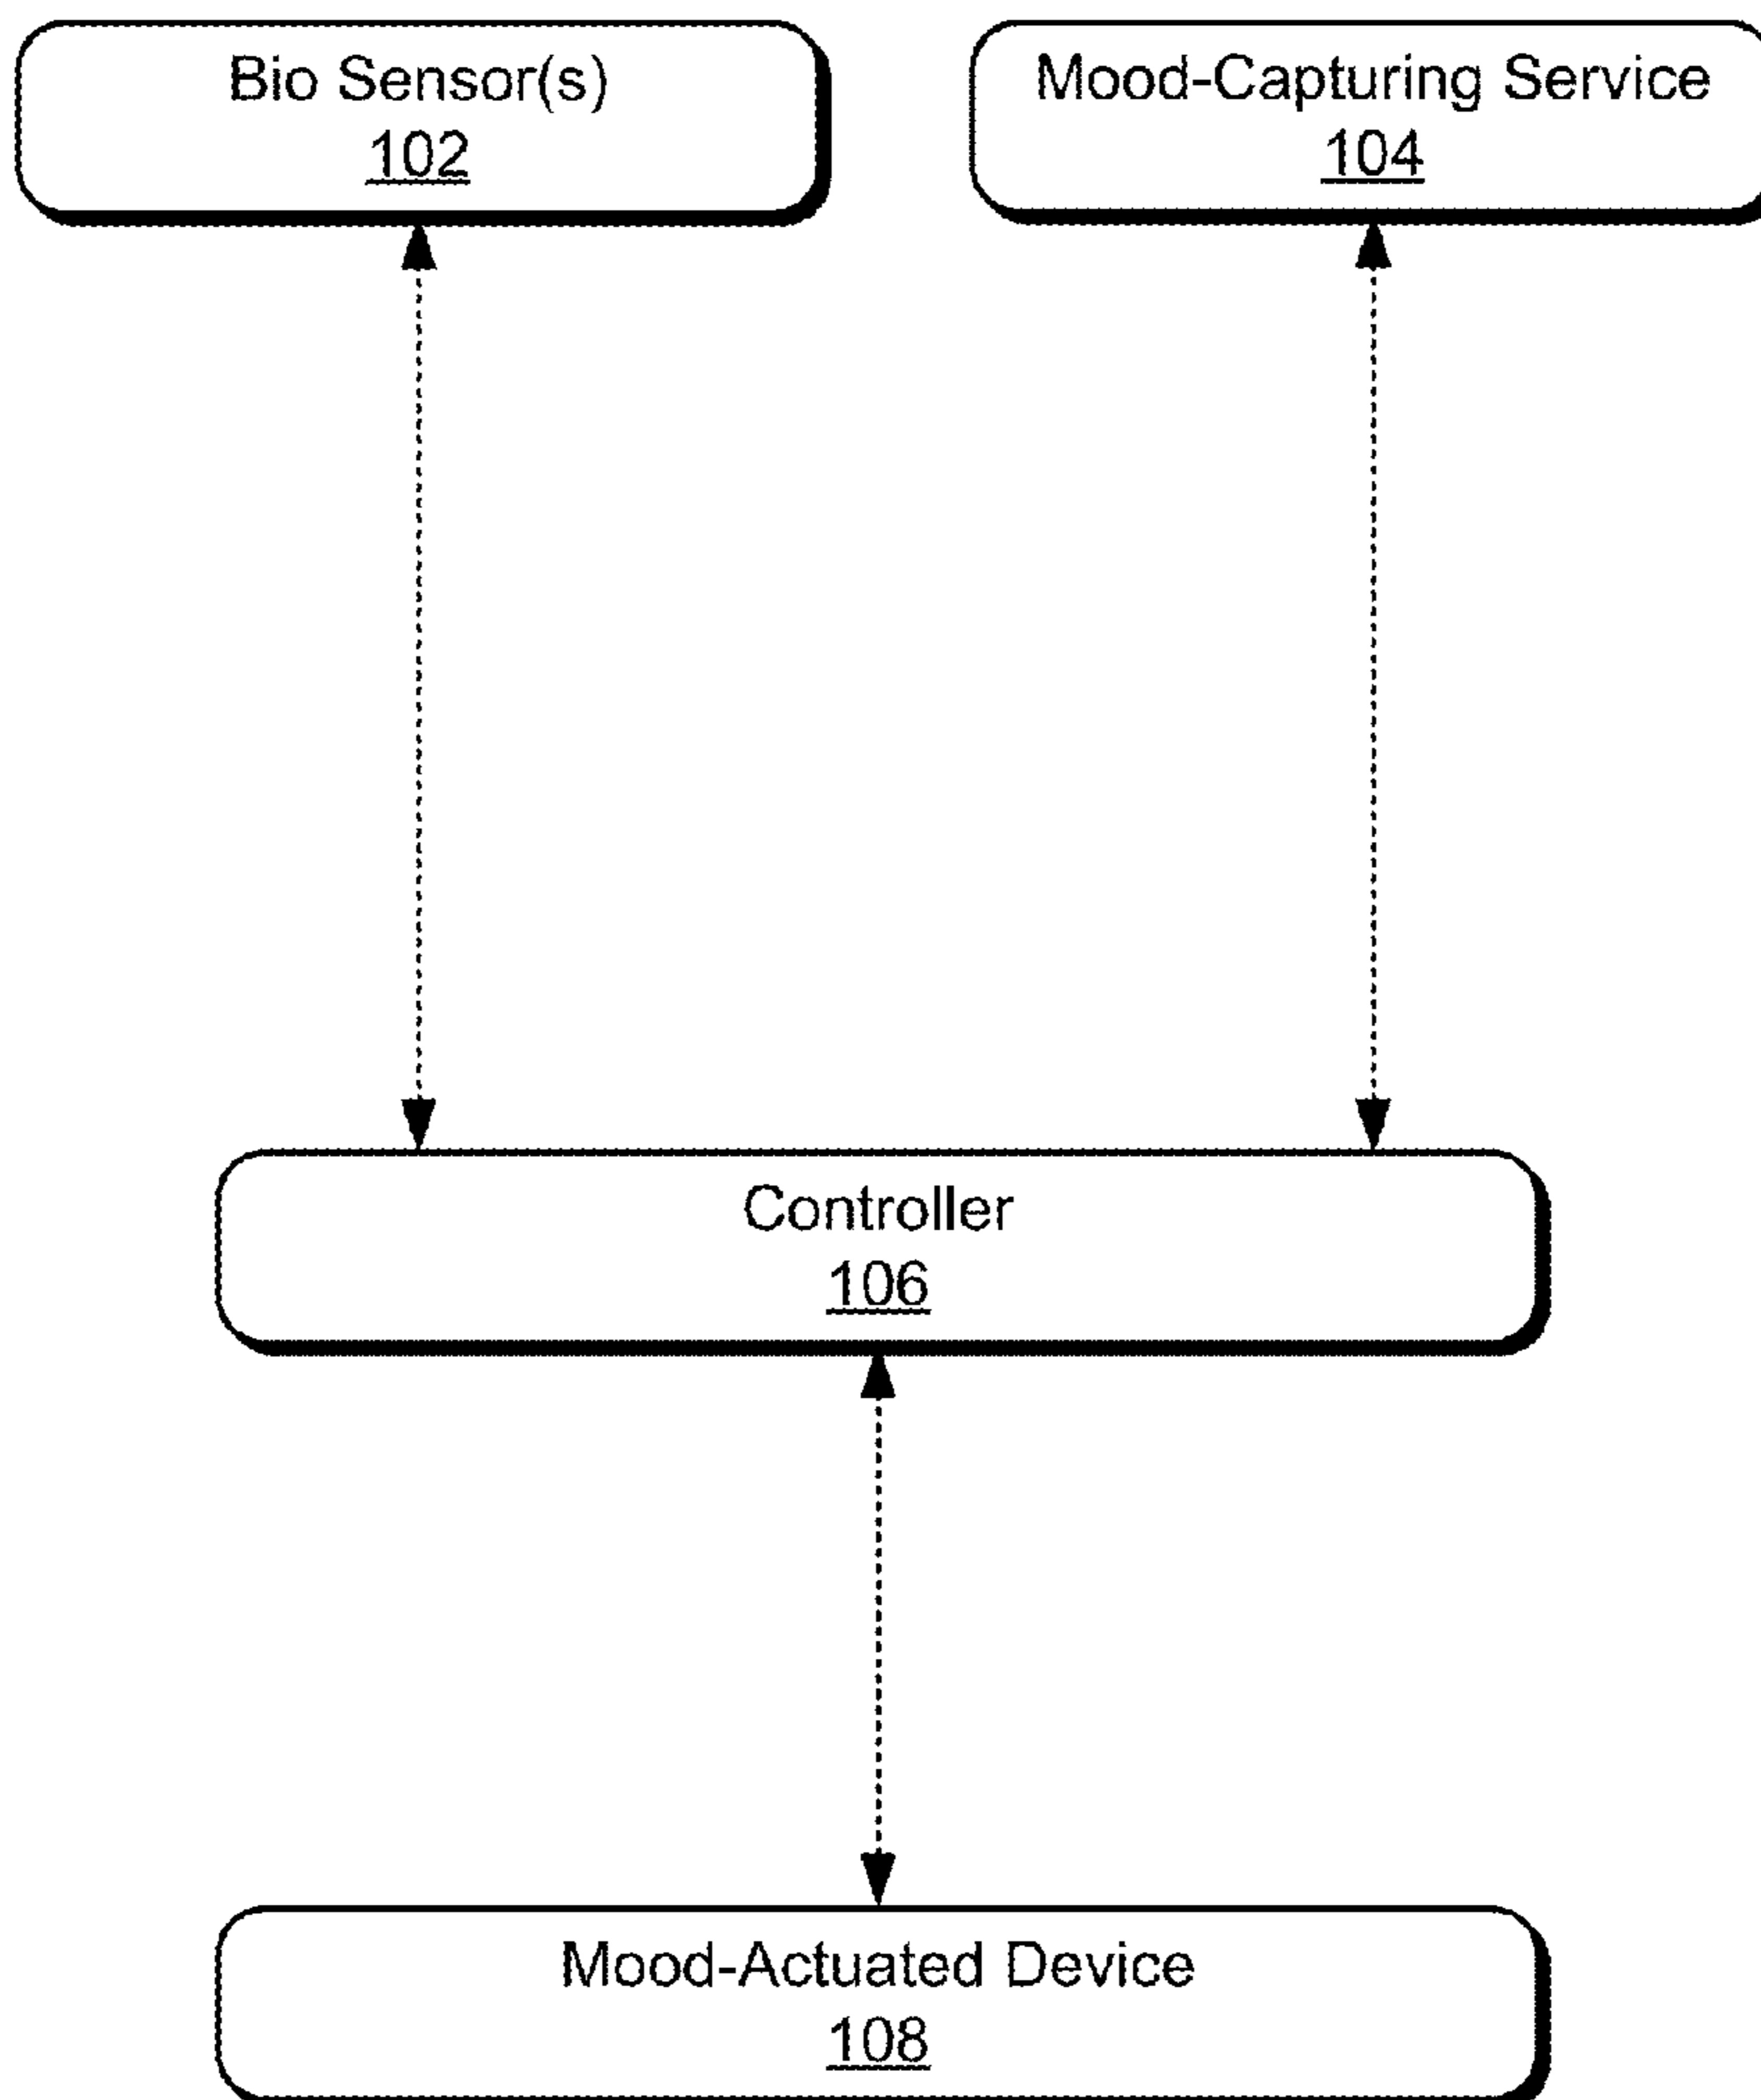 Bio Sensor(s)
102
Mood-Capturing Service
104
Controller
106
Mood-Actuated Device
108